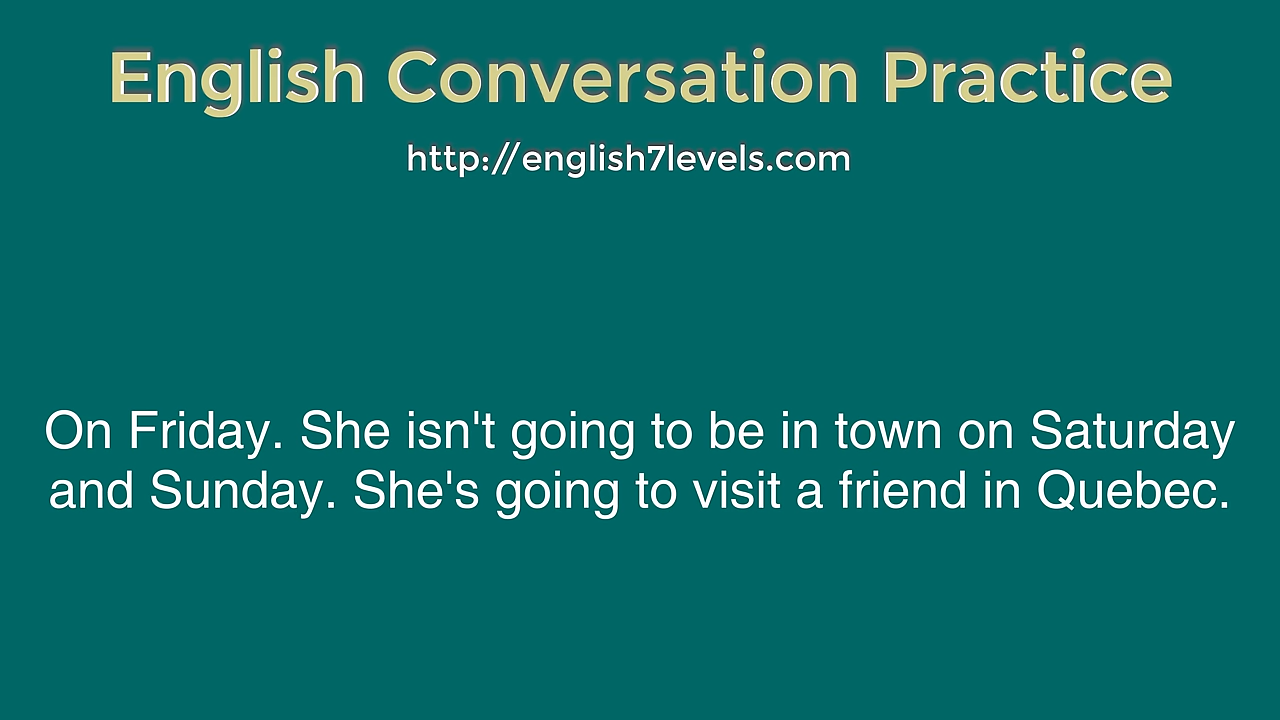 English Conversation Practice
http://english7levels.com
On Friday. She isn't going to be in town on Saturday
and Sunday. She's going to visit a friend in Quebec.